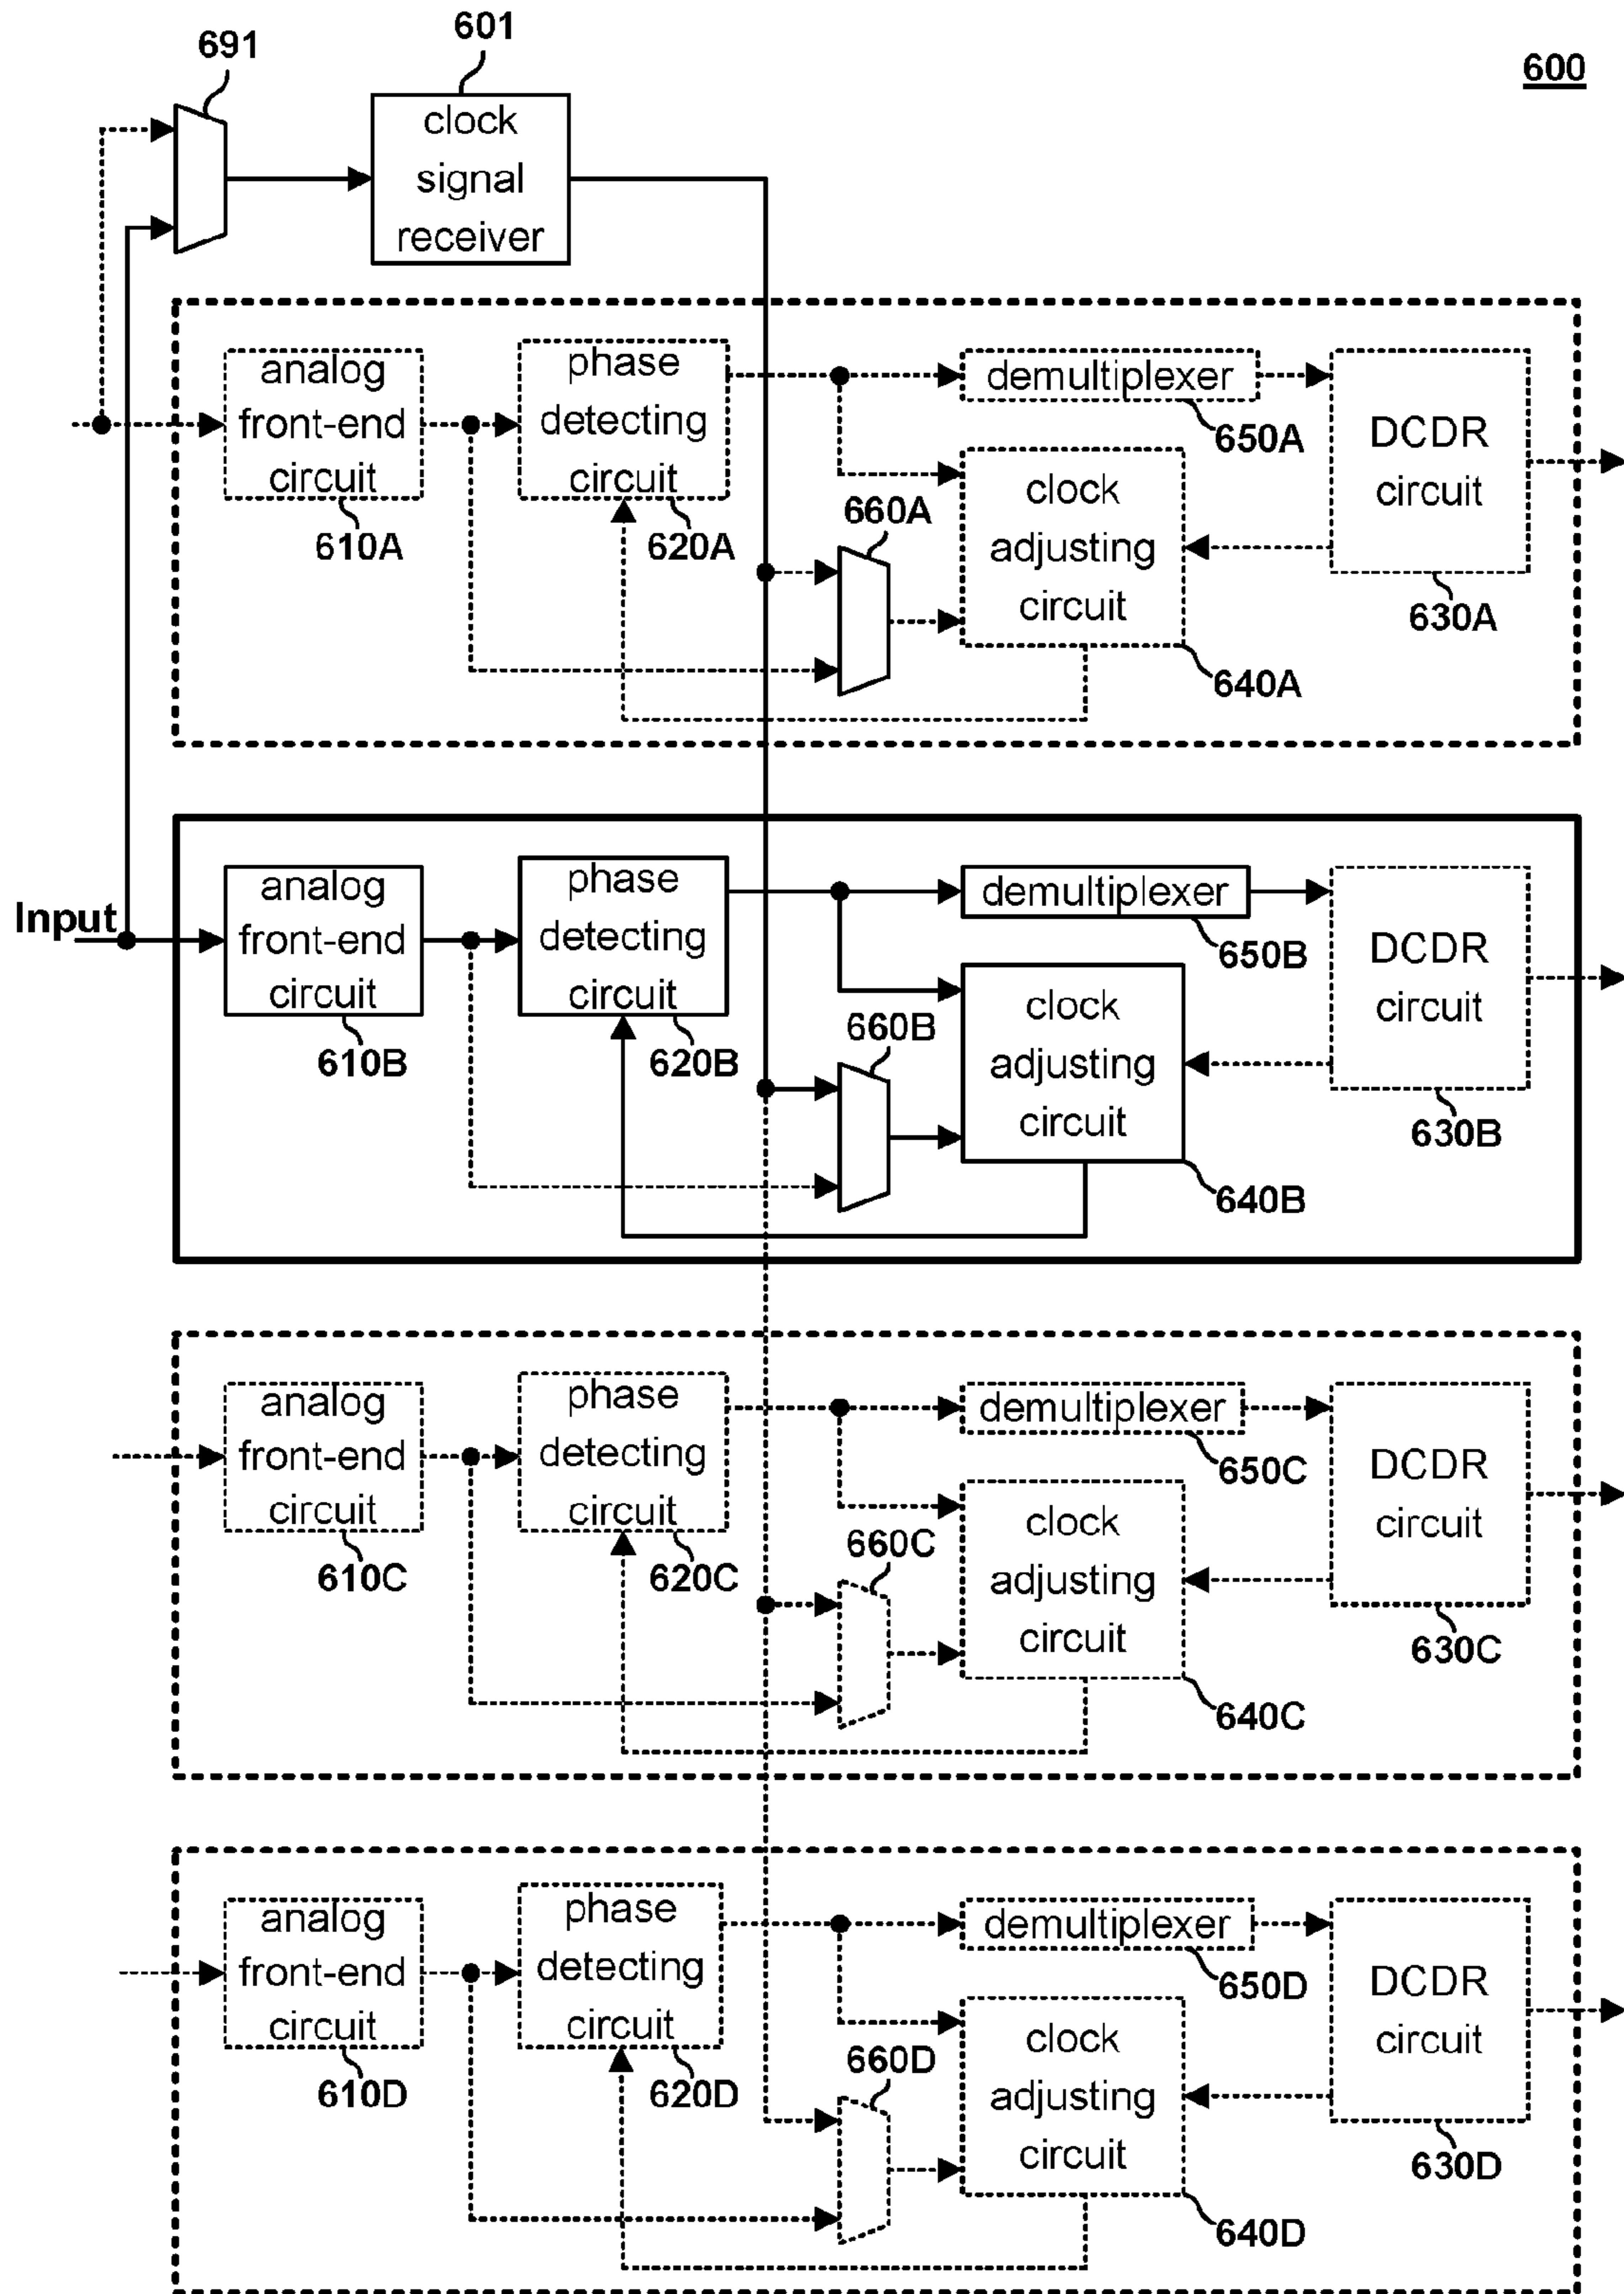 691
601
600
clock
signal
receiver
analog
front-end
circuit
610A
phase
detecting
circuit
620A
demultiplexer
650A
660A
clock
adjusting
circuit
640A
DCDR
circuit
630A
Input
analog
front-end
circuit
610B
phase
detecting
circuit
620B
demultiplexer
650B
660B
clock
adjusting
circuit
640B
DCDR
circuit
630B
analog
front-end
circuit
610C
phase
detecting
circuit
620C
demultiplexer
650C
660C
clock
adjusting
circuit
640C
DCDR
circuit
630C
analog
front-end
circuit
610D
phase
detecting
circuit
620D
demultiplexer
650D
660D
clock
adjusting
circuit
640D
DCDR
circuit
630D